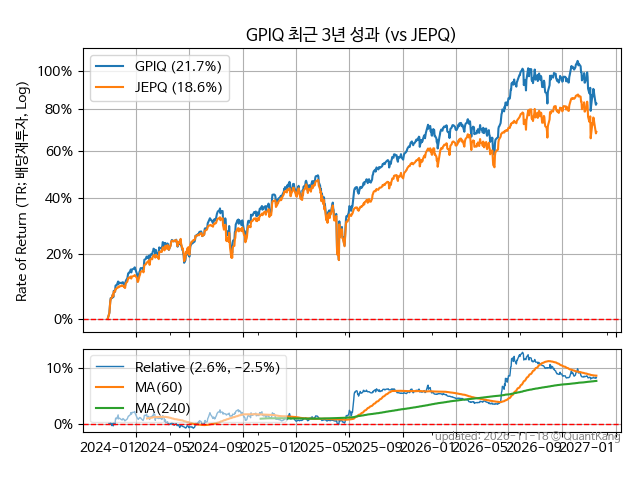 GPIQ 최근 3년 성과 (vs JEPQ)
Rate of Return (TR: 배당재투자, Log)
100%
80%
60%
40%
20%
0%
GPIQ (21.7%)
JEPQ (18.6%)
10%
0%
Relative (2.6%, -2.5%)
MA(60)
MA(240)
2024-01 2024-05 2024-09 2025-01 2025-05 2025-09 2026-01 2026-05 2026-09 2027-01
updated: 2026-11-18 © QuantKang